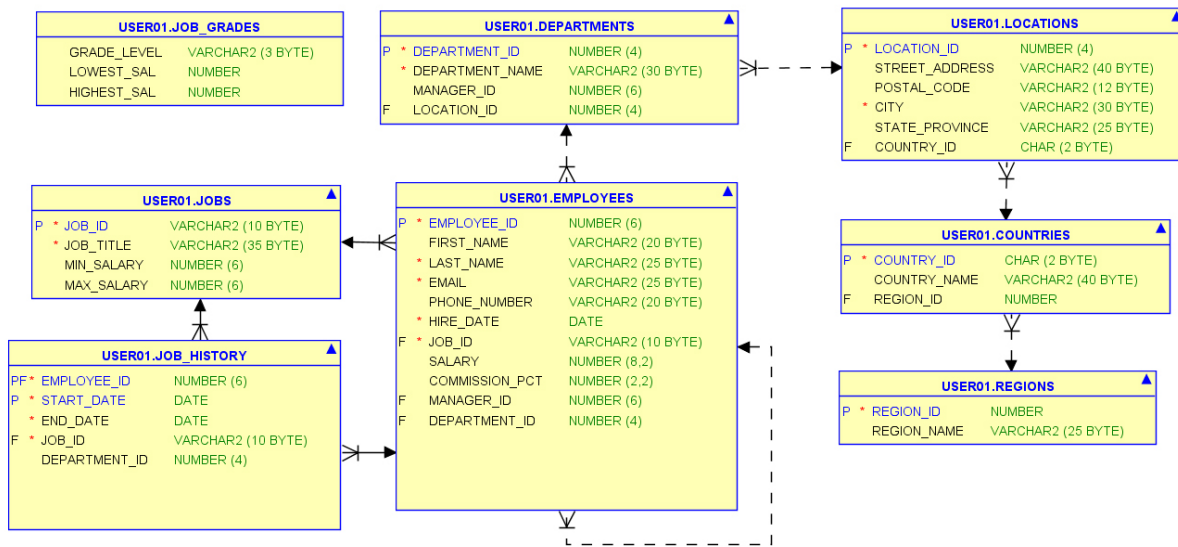 USER01.JOB_GRADES
GRADE_LEVEL VARCHAR2 (3 BYTE)
LOWEST_SAL NUMBER
HIGHEST_SAL NUMBER
USER01.DEPARTMENTS
P * DEPARTMENT_ID NUMBER (4)
* DEPARTMENT_NAME VARCHAR2 (30 BYTE)
MANAGER_ID NUMBER (6)
F LOCATION_ID NUMBER (4)
USER01.LOCATIONS
P * LOCATION_ID NUMBER (4)
STREET_ADDRESS VARCHAR2 (40 BYTE)
POSTAL_CODE VARCHAR2 (12 BYTE)
* CITY VARCHAR2 (30 BYTE)
STATE_PROVINCE VARCHAR2 (25 BYTE)
F COUNTRY_ID CHAR (2 BYTE)
USER01.JOBS
P * JOB_ID VARCHAR2 (10 BYTE)
* JOB_TITLE VARCHAR2 (35 BYTE)
MIN_SALARY NUMBER (6)
MAX_SALARY NUMBER (6)
USER01.EMPLOYEES
P * EMPLOYEE_ID NUMBER (6)
FIRST_NAME VARCHAR2 (20 BYTE)
* LAST_NAME VARCHAR2 (25 BYTE)
* EMAIL VARCHAR2 (25 BYTE)
PHONE_NUMBER VARCHAR2 (20 BYTE)
* HIRE_DATE DATE
F * JOB_ID VARCHAR2 (10 BYTE)
SALARY NUMBER (8,2)
COMMISSION_PCT NUMBER (2,2)
F MANAGER_ID NUMBER (6)
F DEPARTMENT_ID NUMBER (4)
USER01.COUNTRIES
P * COUNTRY_ID CHAR (2 BYTE)
COUNTRY_NAME VARCHAR2 (40 BYTE)
F REGION_ID NUMBER
USER01.JOB_HISTORY
PF * EMPLOYEE_ID NUMBER (6)
P * START_DATE DATE
* END_DATE DATE
F * JOB_ID VARCHAR2 (10 BYTE)
DEPARTMENT_ID NUMBER (4)
USER01.REGIONS
P * REGION_ID NUMBER
REGION_NAME VARCHAR2 (25 BYTE)